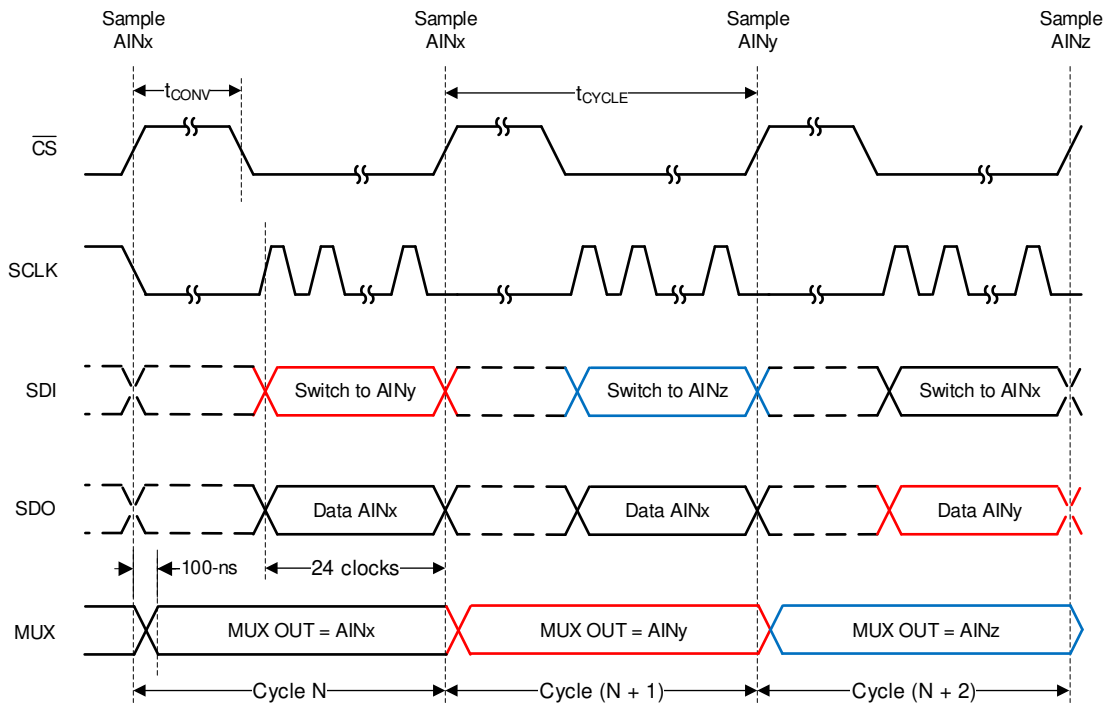 Sample
AINx
Sample
AINx
Sample
AINy
Sample
AINz
tCONV
tCYCLE
CS
SCLK
SDI
Switch to AINy
Switch to AINz
Switch to AINx
SDO
Data AINx
Data AINx
Data AINy
100-ns
24 clocks
MUX
MUX OUT = AINx
MUX OUT = AINy
MUX OUT = AINz
Cycle N
Cycle (N + 1)
Cycle (N + 2)